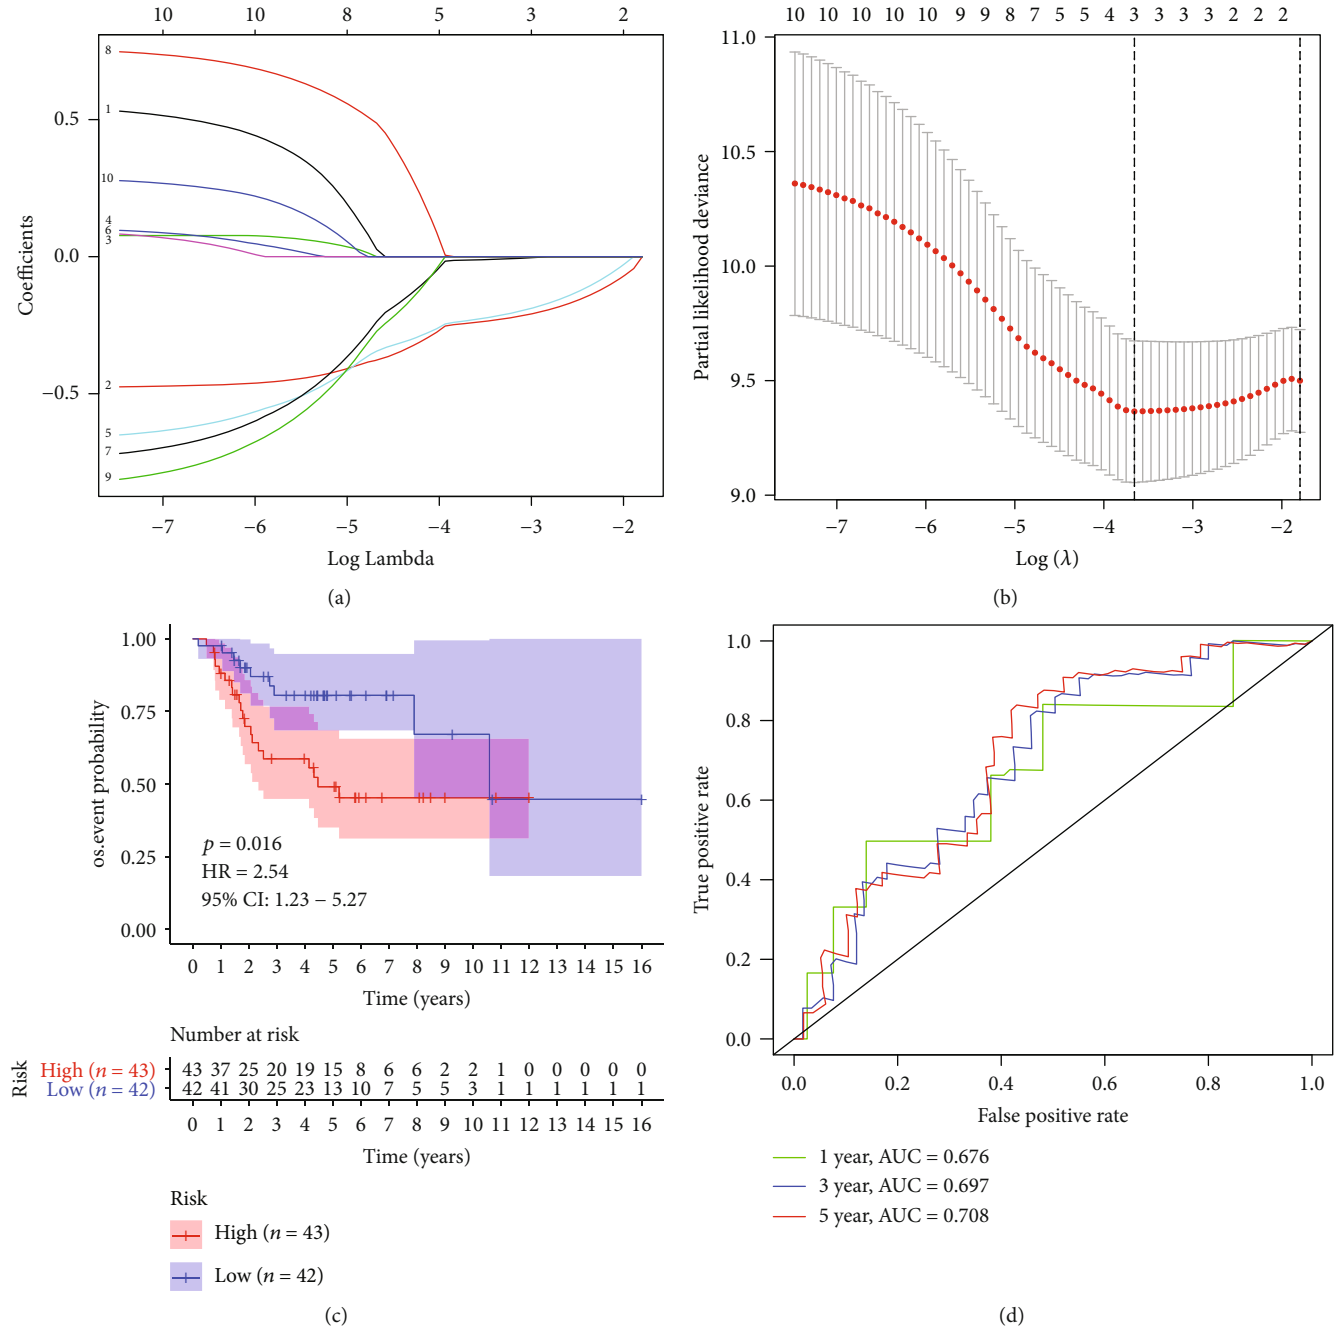 10 10 8 5 3 2
8
1
10
4
6
3
2
5
7
9
0.5
0.0
−0.5
Coefficients
−7 −6 −5 −4 −3 −2
Log Lambda
(a)
10 10 10 10 10 10 9 9 8 7 5 5 4 3 3 3 3 2 2 2
11.0
10.5
10.0
9.5
9.0
Partial likelihood deviance
−7 −6 −5 −4 −3 −2
Log (λ)
(b)
1.00
0.75
0.50
0.25
0.00
os.event probability
p = 0.016
HR = 2.54
95% CI: 1.23 − 5.27
0 1 2 3 4 5 6 7 8 9 10 11 12 13 14 15 16
Time (years)
Number at risk
Risk
High (n = 43) 43 37 25 20 19 15 8 6 6 2 2 1 0 0 0 0 0
Low (n = 42) 42 41 30 25 23 13 10 7 5 5 3 1 1 1 1 1 1
0 1 2 3 4 5 6 7 8 9 10 11 12 13 14 15 16
Time (years)
Risk
High (n = 43)
Low (n = 42)
(c)
1.0
0.8
0.6
0.4
0.2
0.0
True positive rate
0.0 0.2 0.4 0.6 0.8 1.0
False positive rate
1 year, AUC = 0.676
3 year, AUC = 0.697
5 year, AUC = 0.708
(d)